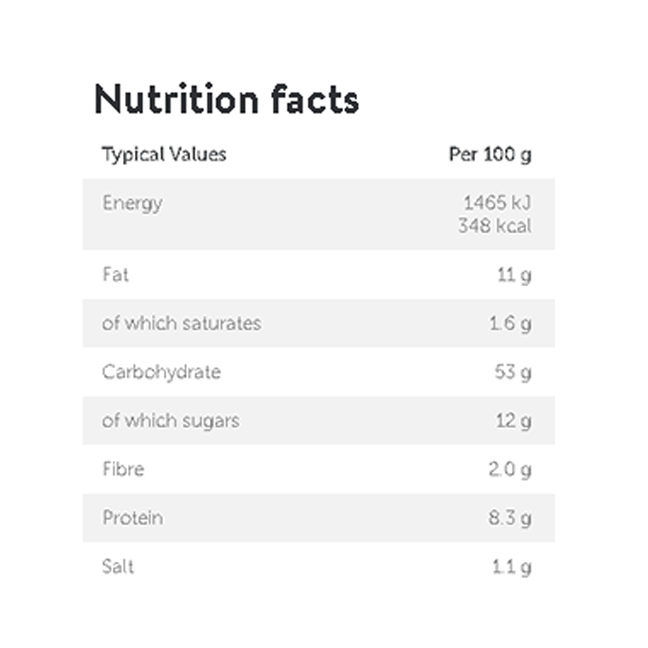 Nutrition facts
Typical Values Per 100 g
Energy 1465 kJ
348 kcal
Fat 11 g
of which saturates 1.6 g
Carbohydrate 53 g
of which sugars 12 g
Fibre 2.0 g
Protein 8.3 g
Salt 1.1 g